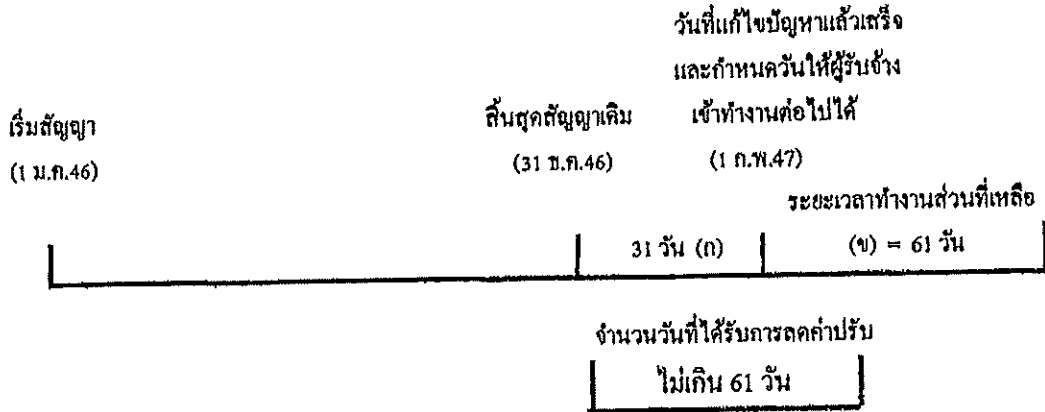 วันที่แก้ไขปัญหาแล้วเสร็จ
และกำหนดวันให้ผู้รับจ้าง
เข้าทำงานต่อไปได้
(1 ก.พ.47)
เริ่มสัญญา
(1 ม.ค.46)
สิ้นสุดสัญญาเดิม
(31 ธ.ค.46)
ระยะเวลาทำงานส่วนที่เหลือ
31 วัน (ก)
(ข) = 61 วัน
จำนวนวันที่ได้รับการลดค่าปรับ
ไม่เกิน 61 วัน